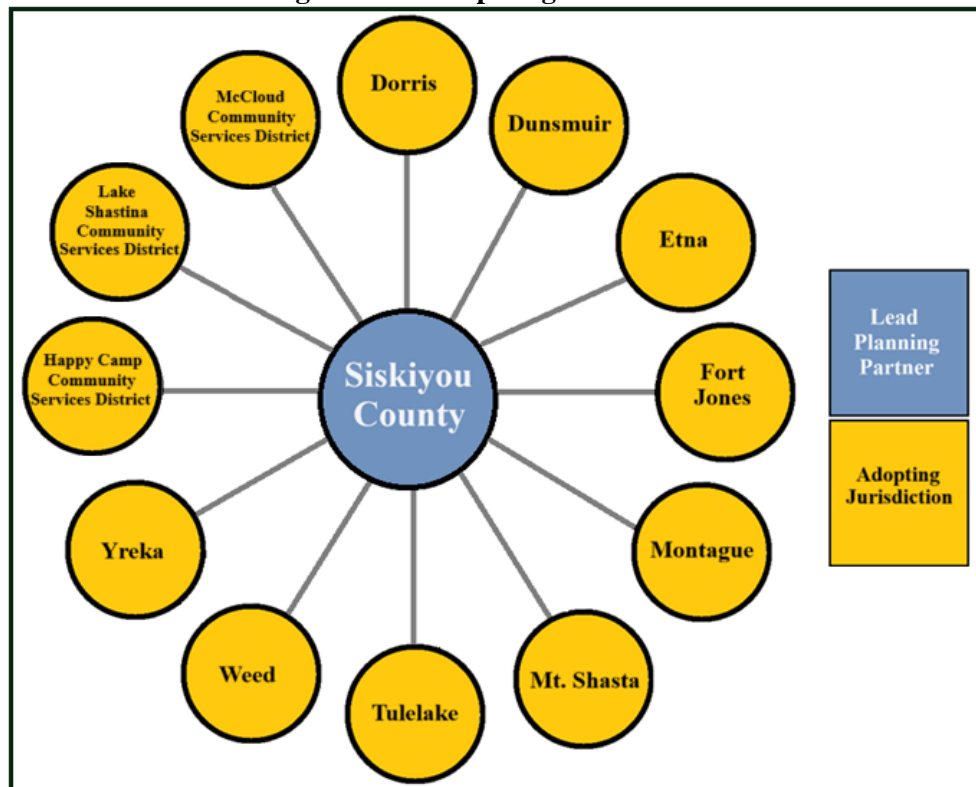 Dorris
McCloud
Community
Services District
Dunsmuir
Lake
Shastina
Community
Services District
Etna
Happy Camp
Community
Services District
Siskiyou
County
Fort
Jones
Lead
Planning
Partner
Adopting
Jurisdiction
Yreka
Montague
Weed
Tulelake
Mt. Shasta